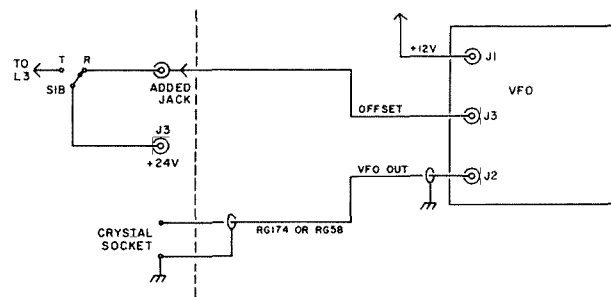 TO
L3
T
R
S1B
ADDED
JACK
J3
+24V
CRYSTAL
SOCKET
RG174 OR RG58
OFFSET
VFO OUT
+12V
J1
VFO
J3
J2